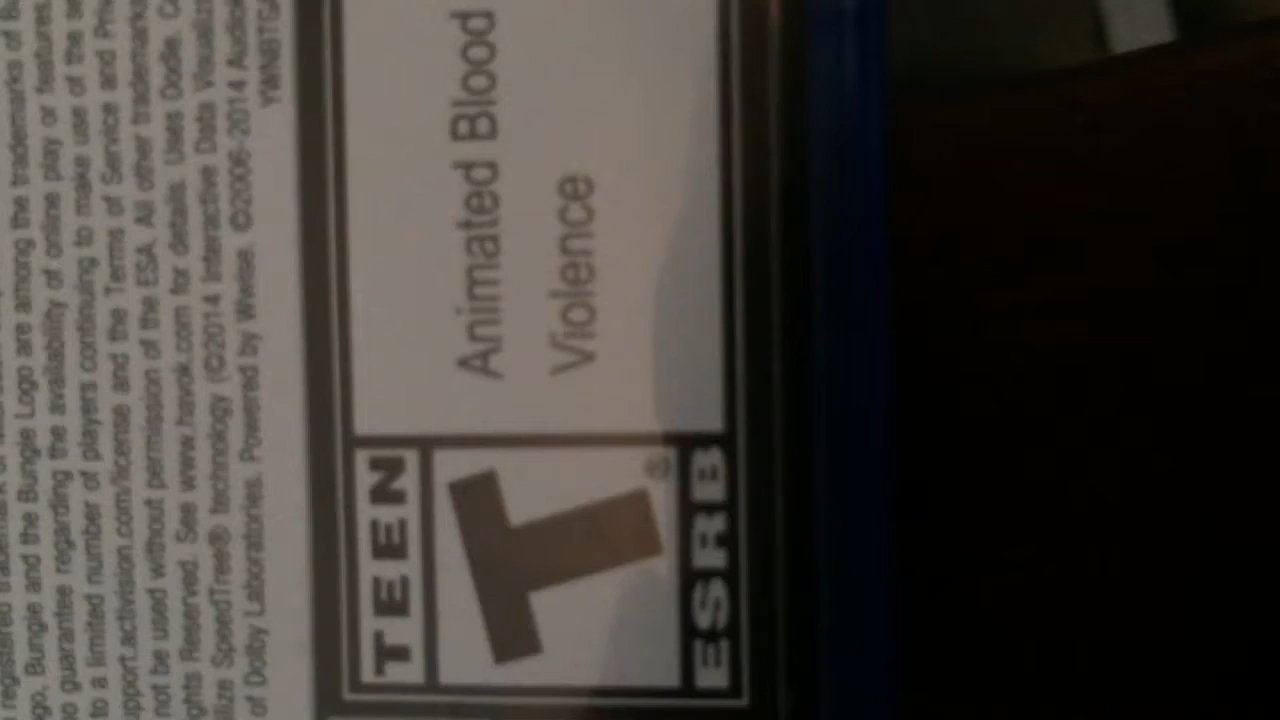 registered trademark of
go, Bungie and the Bungie Logo are among the trademarks of
guarantee regarding the availability of online play or features.
to a limited number of players continuing to make use of the
support.activision.com/license and the Terms of Service and
not be used without permission of the ESA. All other trademarks
ghts Reserved. See www.havok.com for details. Uses Oodle.
ilize SpeedTree® technology (©2014 Interactive Data Visualiz
of Dolby Laboratories. Powered by Wwise. ©2006-2014 Audiok
TEEN
T®
ESRB
Animated Blood
Violence